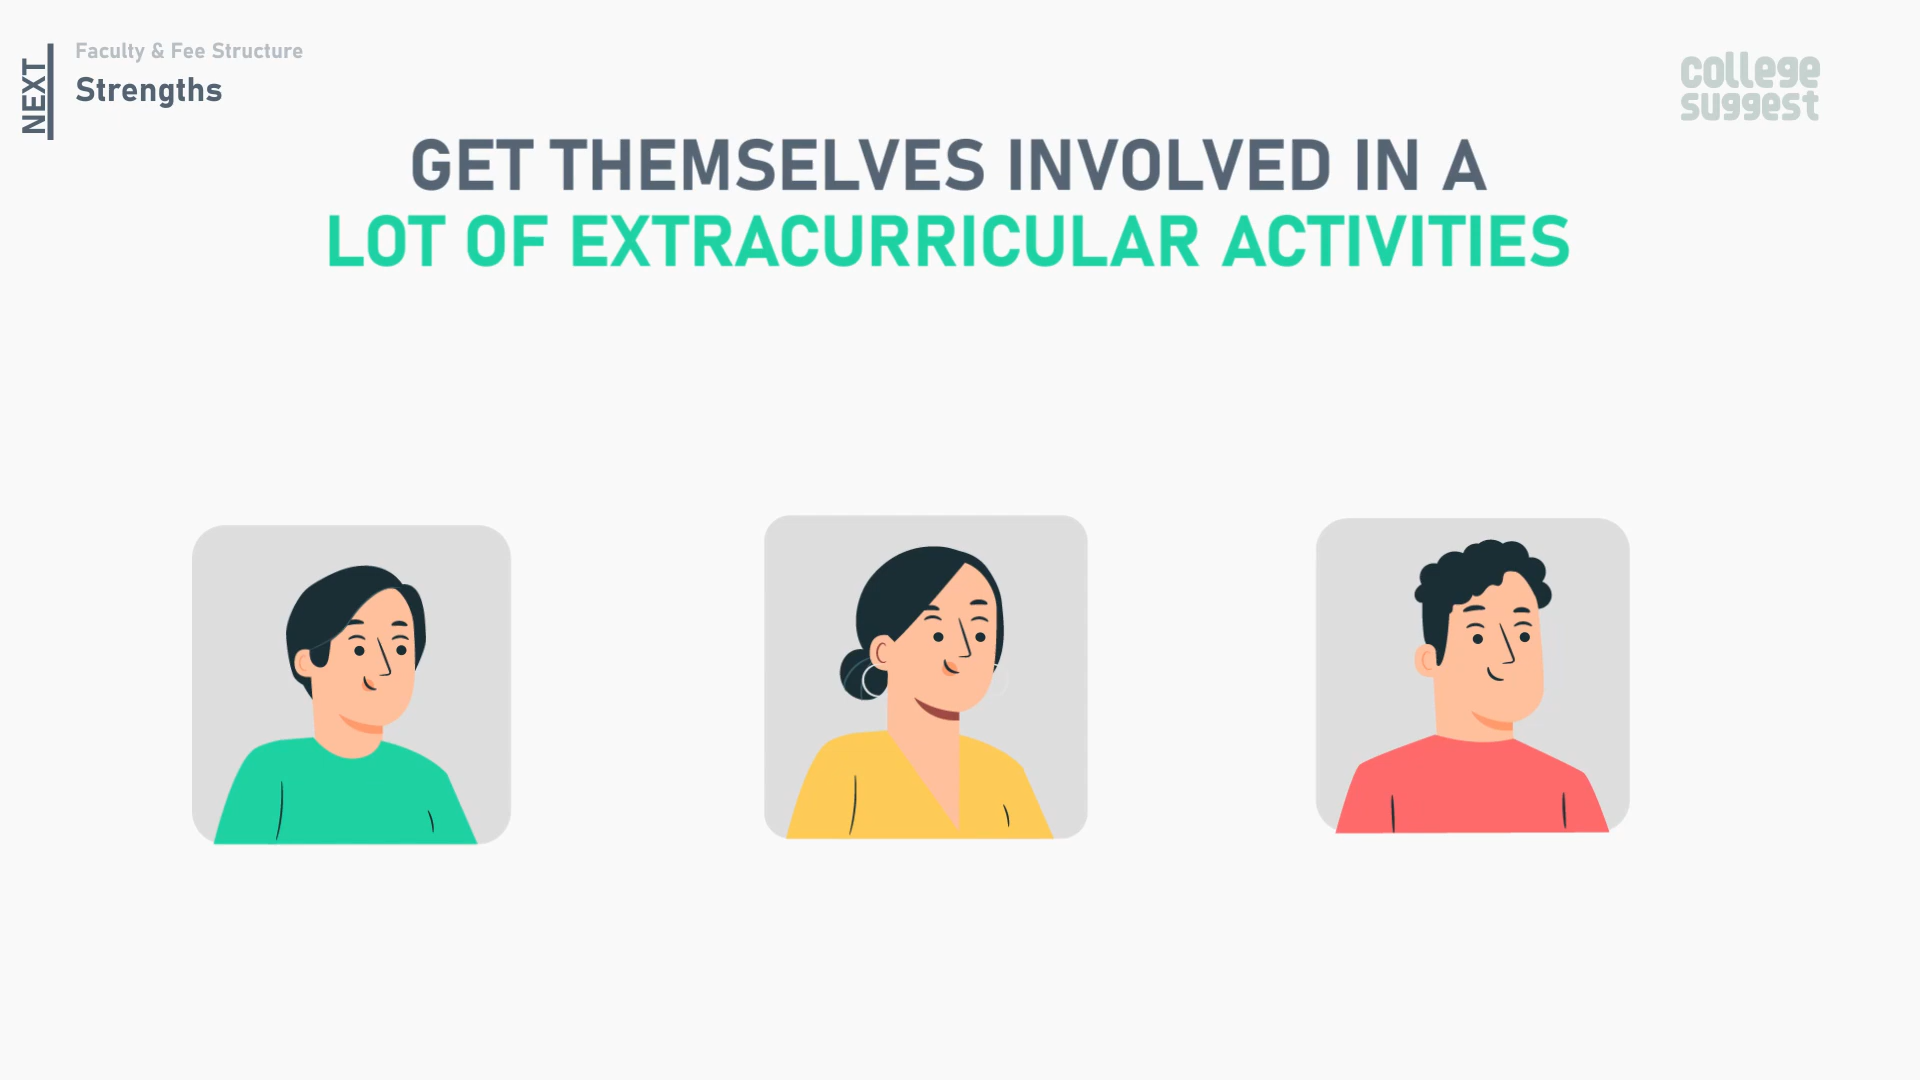 NEXT
Faculty & Fee Structure
Strengths
college
suggest
GET THEMSELVES INVOLVED IN A
LOT OF EXTRACURRICULAR ACTIVITIES